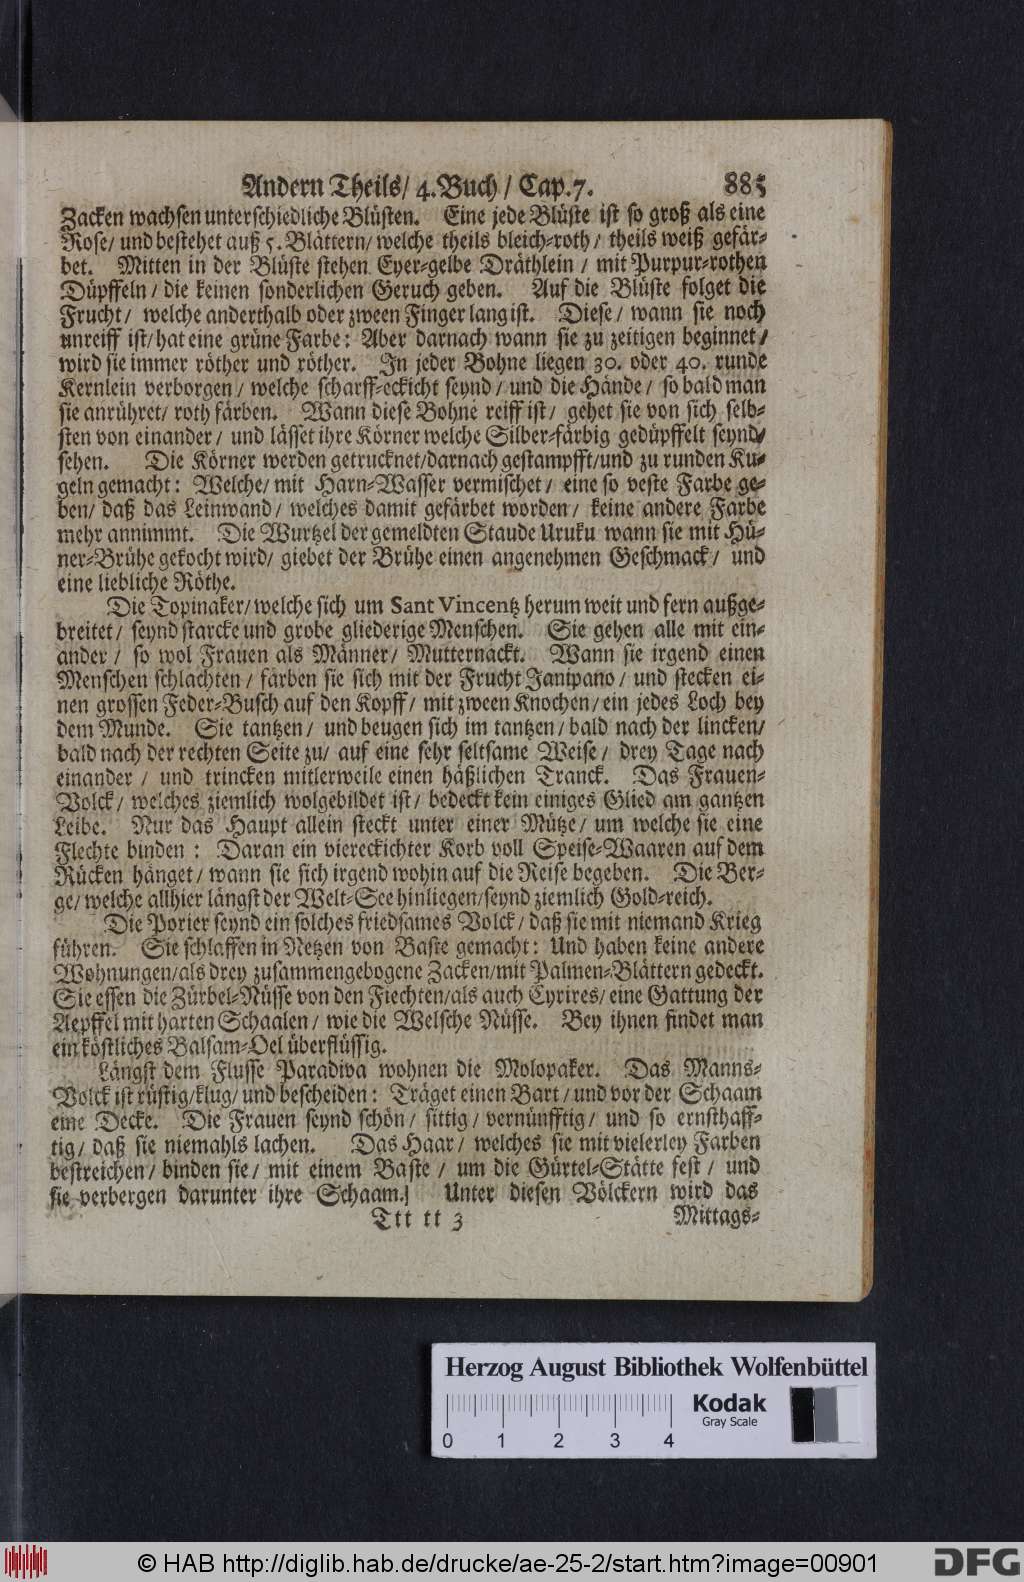 Andern Theils/ 4. Buch / Cap. 7. 885
Zacken wachsen unterschiedliche Blüsten. Eine jede Blüste ist so groß als eine
Rose/ und bestehet auß 5. Blättern/ welche theils bleich-roth/ theils weiß gefär-
bet. Mitten in der Blüste stehen Eyer-gelbe Dräthlein / mit Purpur-rothen
Düpffeln / die keinen sonderlichen Geruch geben. Auf die Blüste folget die
Frucht/ welche anderthalb oder zween Finger lang ist. Diese/ wann sie noch
unreiff ist/ hat eine grüne Farbe: Aber darnach wann sie zu zeitigen beginnet/
wird sie immer röther und röther. In jeder Bohne liegen 30. oder 40. runde
Kernlein verborgen/ welche scharff-eckicht seynd/ und die Hände/ so bald man
sie anrühret/ roth färben. Wann diese Bohne reiff ist/ gehet sie von sich selb-
sten von einander/ und lässet ihre Körner welche Silber-färbig gedüpffelt seynd/
sehen. Die Körner werden getrucknet/ darnach gestampfft/ und zu runden Ku-
geln gemacht: Welche/ mit Harn-Wasser vermischet/ eine so veste Farbe ge-
ben/ daß das Leinwand/ welches damit gefärbet worden/ keine andere Farbe
mehr annimmt. Die Wurtzel der gemeldten Staude Uruku wann sie mit Hü-
ner-Brühe gekocht wird/ giebet der Brühe einen angenehmen Geschmack/ und
eine liebliche Röthe.
Die Topinaker/ welche sich um Sant Vincentz herum weit und fern außge-
breitet/ seynd starcke und grobe gliederige Menschen. Sie gehen alle mit ein-
ander / so wol Frauen als Männer/ Mutternackt. Wann sie irgend einen
Menschen schlachten / färben sie sich mit der Frucht Janipano / und stecken ei-
nen grossen Feder-Busch auf den Kopff / mit zween Knochen/ ein jedes Loch bey
dem Munde. Sie tantzen/ und beugen sich im tantzen/ bald nach der lincken/
bald nach der rechten Seite zu/ auf eine sehr seltsame Weise/ drey Tage nach
einander / und trincken mitlerweile einen häßlichen Tranck. Das Frauen-
Volck/ welches ziemlich wolgebildet ist/ bedeckt kein einiges Glied am gantzen
Leibe. Nur das Haupt allein steckt unter einer Mütze/ um welche sie eine
Flechte binden: Daran ein viereckichter Korb voll Speise-Waaren auf dem
Rücken hänget/ wann sie sich irgend wohin auf die Reise begeben. Die Ber-
ge/ welche allhier längst der Welt-See hinliegen/ seynd ziemlich Gold-reich.
Die Porier seynd ein solches friedsames Volck/ daß sie mit niemand Krieg
führen. Sie schlaffen in Netzen von Baste gemacht: Und haben keine andere
Wohnungen/ als drey zusammengebogene Zacken/ mit Palmen-Blättern gedeckt.
Sie essen die Zürbel-Nüsse von den Fiechten/ als auch Cyrires/ eine Gattung der
Aepffel mit harten Schaalen/ wie die Welsche Nüsse. Bey ihnen findet man
ein köstliches Balsam-Oel überflüssig.
Längst dem Flusse Paradiva wohnen die Molopaker. Das Manns-
Volck ist rüstig/ klug/ und bescheiden: Träget einen Bart/ und vor der Schaam
eine Decke. Die Frauen seynd schön/ sittig/ vernünfftig/ und so ernsthaff-
tig/ daß sie niemahls lachen. Das Haar/ welches sie mit vielerley Farben
bestreichen/ binden sie/ mit einem Baste/ um die Gürtel-Stätte fest/ und
sie verbergen darunter ihre Schaam. Unter diesen Völckern wird das
Ttt tt 3 Mittags-
Herzog August Bibliothek Wolfenbüttel
Kodak
Gray Scale
0 1 2 3 4
© HAB http://diglib.hab.de/drucke/ae-25-2/start.htm?image=00901
DFG